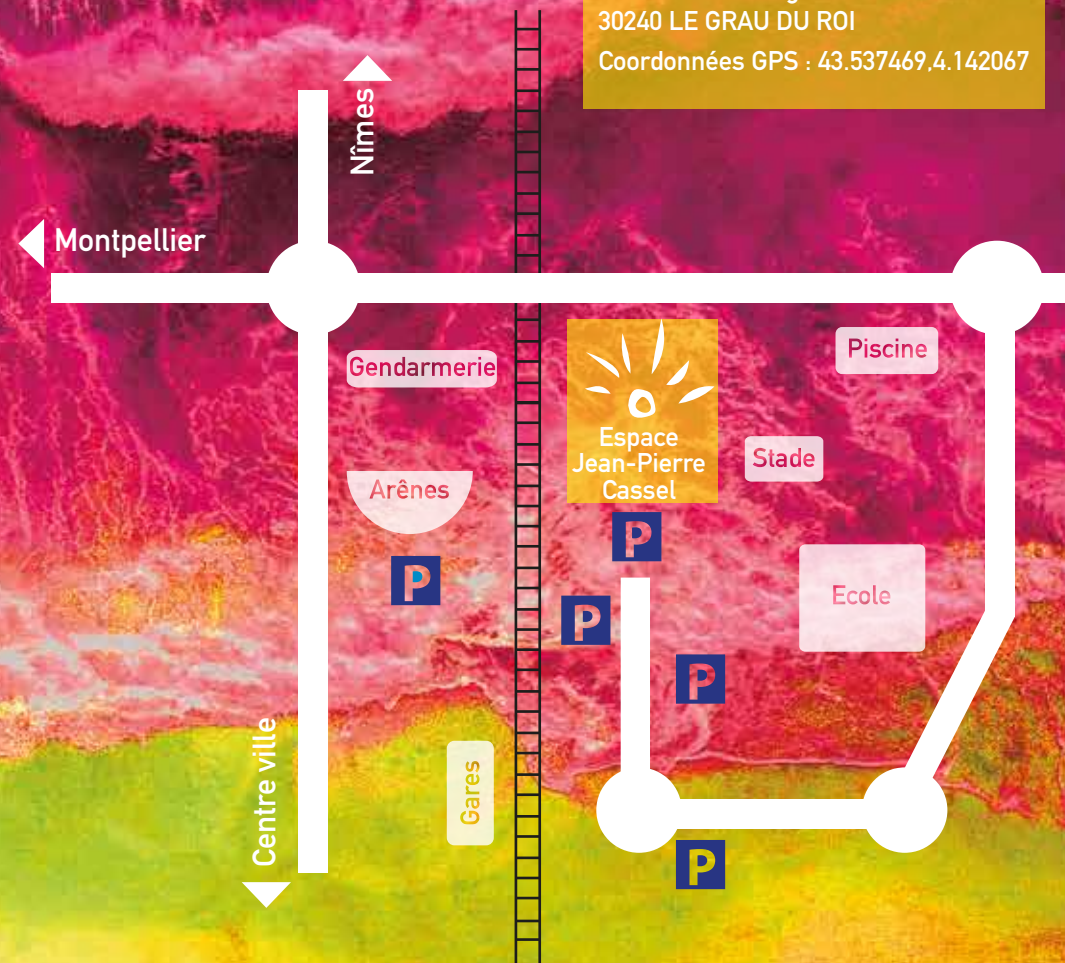 30240 LE GRAU DU ROI
Coordonnées GPS : 43.537469,4.142067
Nîmes
Montpellier
Gendarmerie
Piscine
Espace
Jean-Pierre
Cassel
Stade
Arênes
P
P
Ecole
P
P
Centre ville
Gares
P